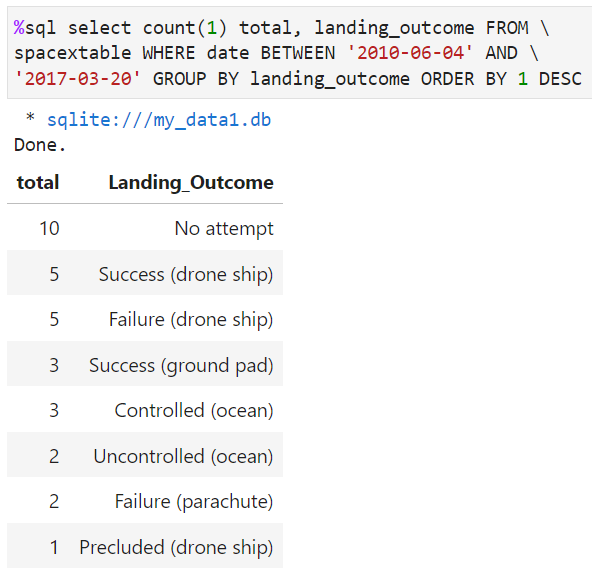 %sql select count(1) total, landing_outcome FROM \
spacextable WHERE date BETWEEN '2010-06-04' AND \
'2017-03-20' GROUP BY landing_outcome ORDER BY 1 DESC
* sqlite:///my_data1.db
Done.
total Landing_Outcome
10 No attempt
5 Success (drone ship)
5 Failure (drone ship)
3 Success (ground pad)
3 Controlled (ocean)
2 Uncontrolled (ocean)
2 Failure (parachute)
1 Precluded (drone ship)